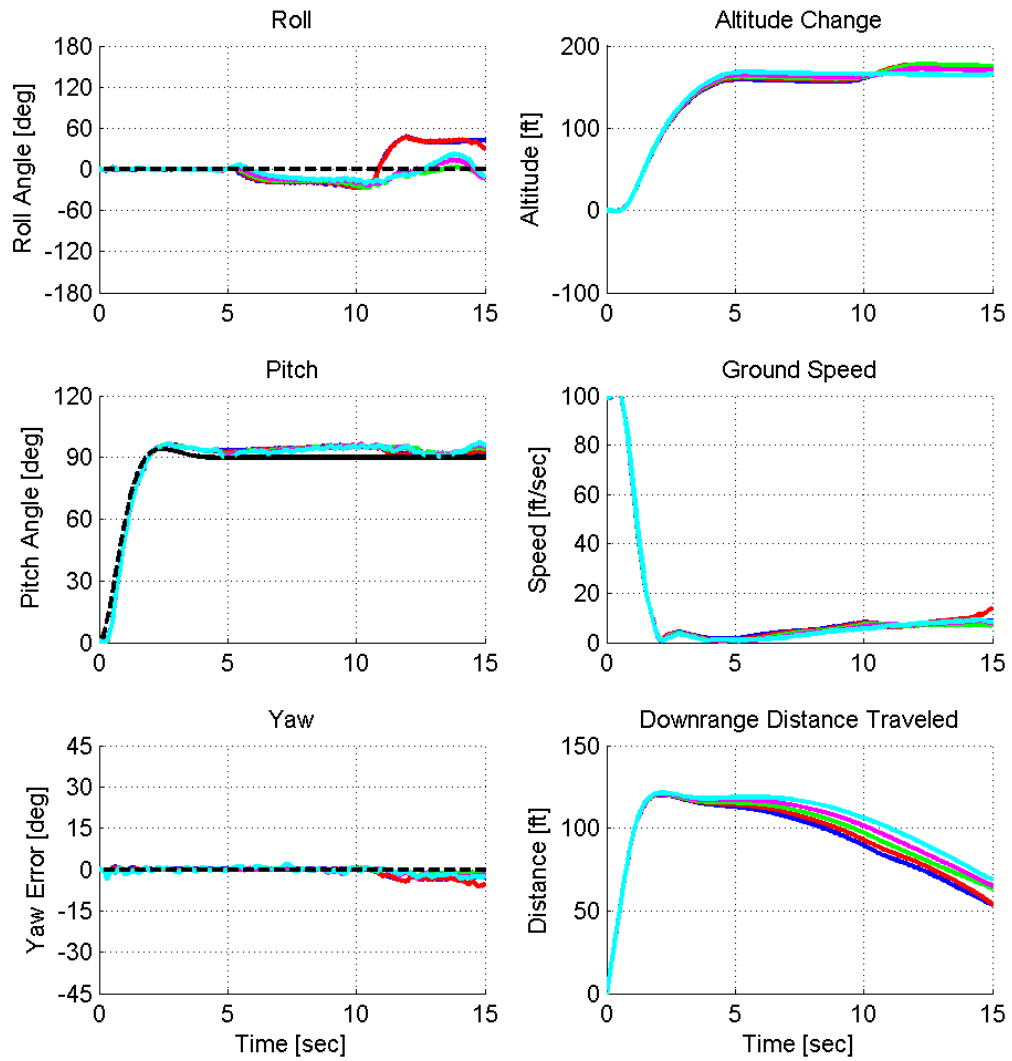 Roll
180
120
60
0
-60
-120
-180
Roll Angle [deg]
0 5 10 15
Altitude Change
200
100
0
-100
Altitude [ft]
0 5 10 15
Pitch
120
90
60
30
0
Pitch Angle [deg]
0 5 10 15
Ground Speed
100
80
60
40
20
0
Speed [ft/sec]
0 5 10 15
Yaw
45
30
15
0
-15
-30
-45
Yaw Error [deg]
0 5 10 15
Time [sec]
Downrange Distance Traveled
150
100
50
0
Distance [ft]
0 5 10 15
Time [sec]